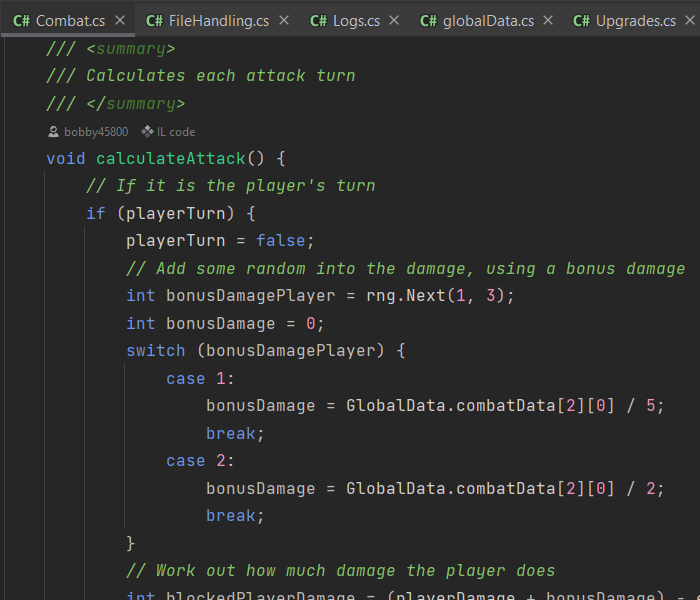 C# Combat.cs × C# FileHandling.cs × C# Logs.cs × C# globalData.cs × C# Upgrades.cs ×
/// <summary>
/// Calculates each attack turn
/// </summary>
bobby45800 IL code
void calculateAttack() {
// If it is the player's turn
if (playerTurn) {
playerTurn = false;
// Add some random into the damage, using a bonus damage
int bonusDamagePlayer = rng.Next(1, 3);
int bonusDamage = 0;
switch (bonusDamagePlayer) {
case 1:
bonusDamage = GlobalData.combatData[2][0] / 5;
break;
case 2:
bonusDamage = GlobalData.combatData[2][0] / 2;
break;
}
// Work out how much damage the player does
int blockedPlayerDamage = (playerDamage + bonusDamage) -